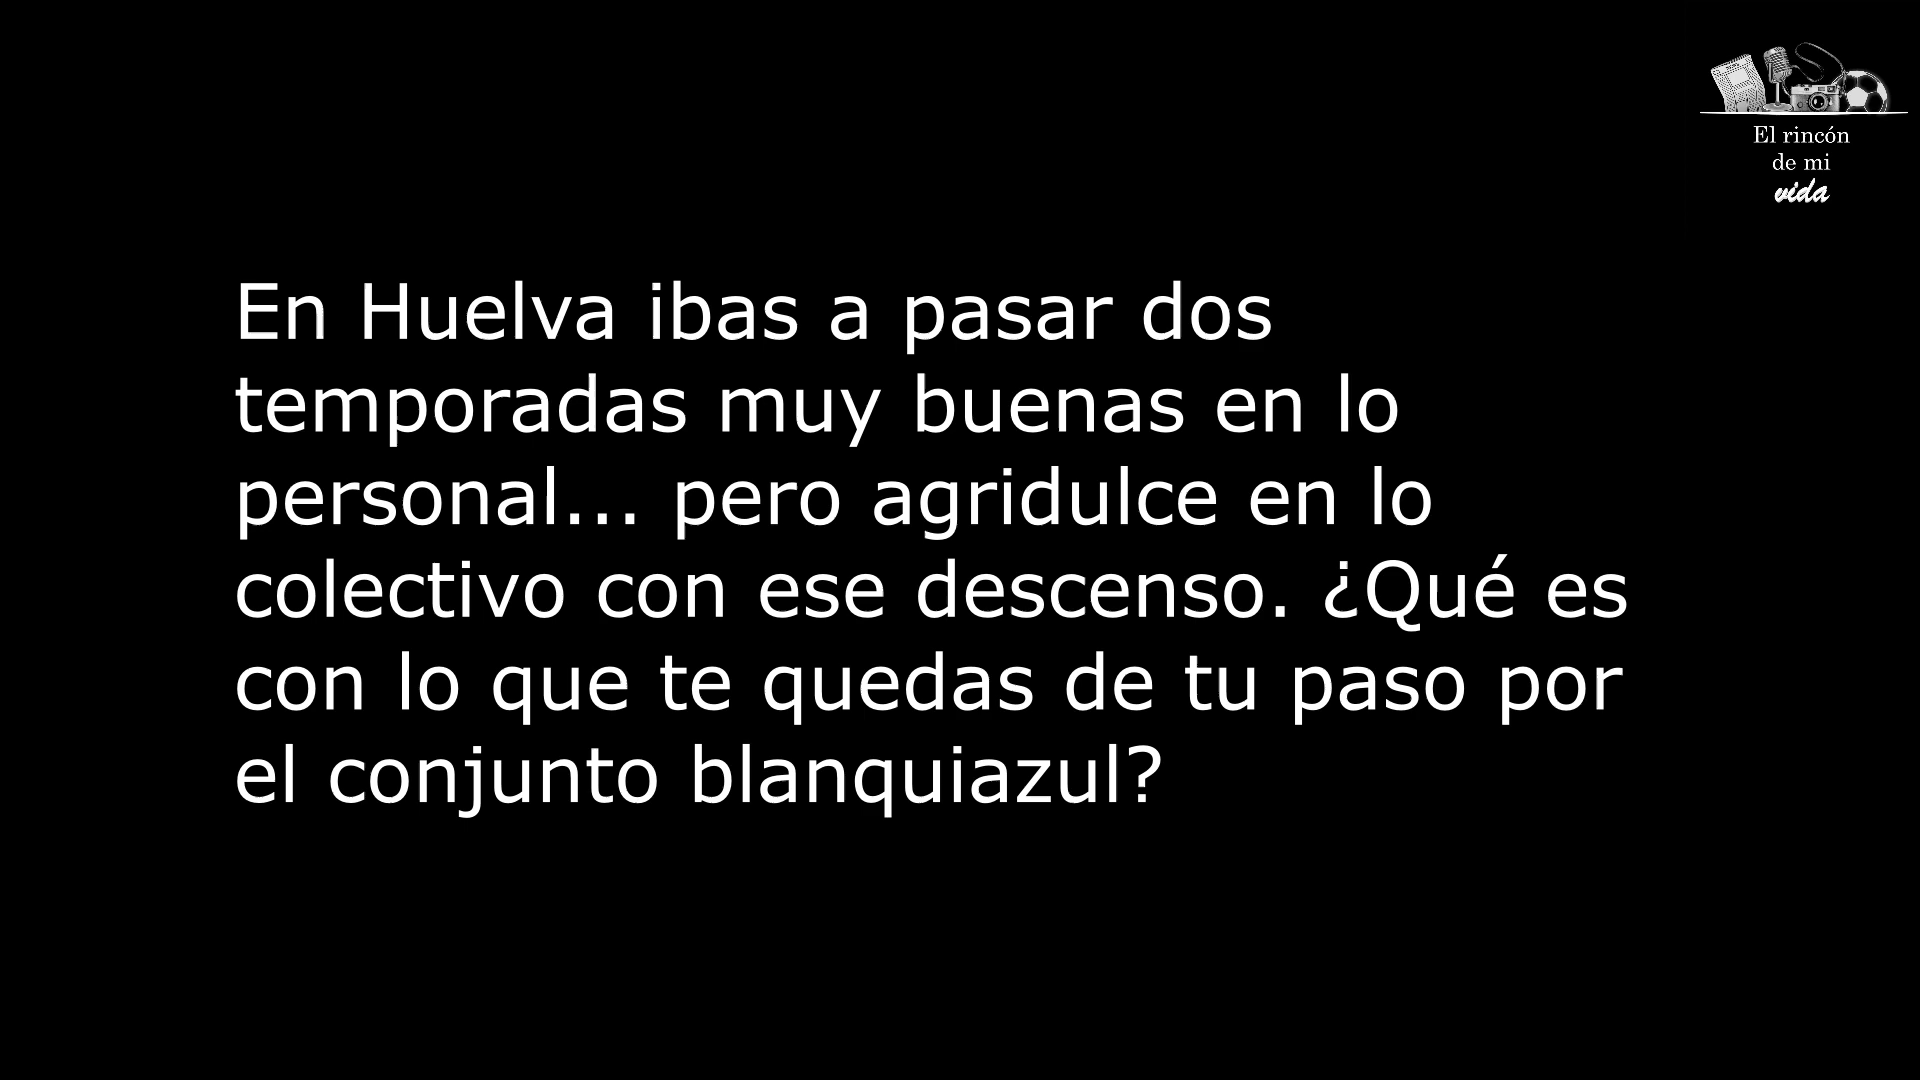 El rincón
de mi
vida
En Huelva ibas a pasar dos
temporadas muy buenas en lo
personal... pero agridulce en lo
colectivo con ese descenso. ¿Qué es
con lo que te quedas de tu paso por
el conjunto blanquiazul?